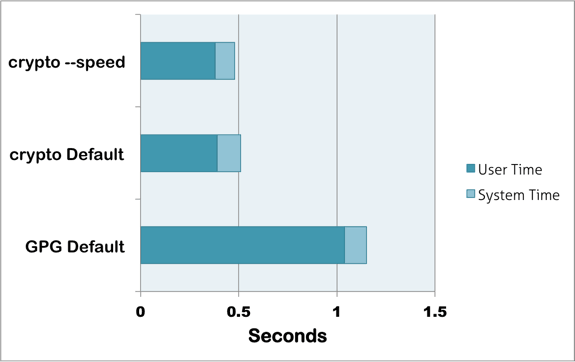 crypto --speed
crypto Default
GPG Default
0 0.5 1 1.5
Seconds
User Time
System Time